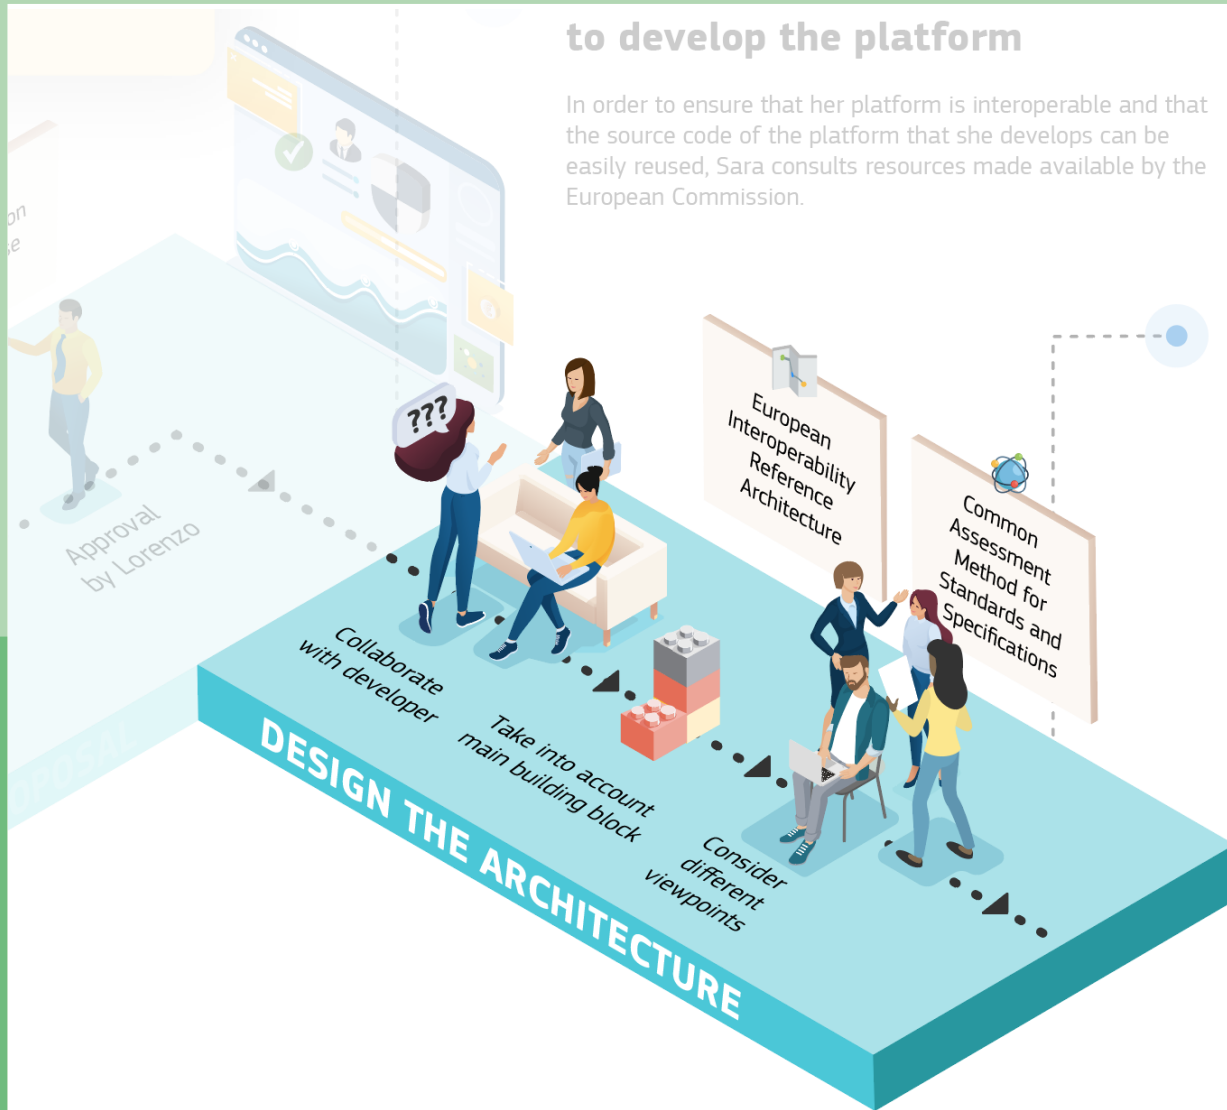 to develop the platform
In order to ensure that her platform is interoperable and that
the source code of the platform that she develops can be
easily reused, Sara consults resources made available by the
European Commission.
???
European
Interoperability
Reference
Architecture
Common
Assessment
Method for
Standards and
Specifications
Approval
by Lorenzo
Collaborate
with developer
Take into account
main building block
Consider
different
viewpoints
DESIGN THE ARCHITECTURE